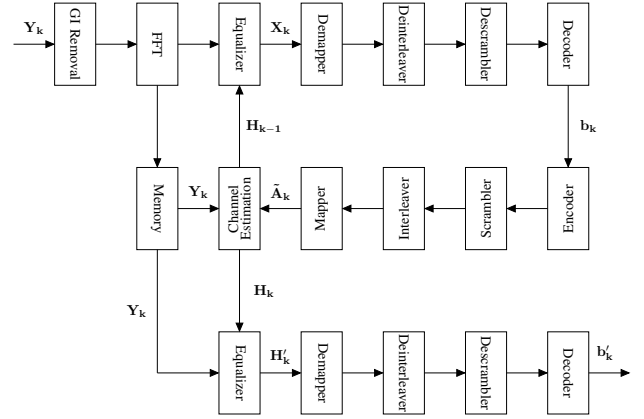 Y_k
GI Removal
FFT
Equalizer
X_k
Demapper
Deinterleaver
Descrambler
Decoder
H_{k−1}
b_k
Memory
Y_k
Channel
Estimation
Ã_k
Mapper
Interleaver
Scrambler
Encoder
Y_k
H_k
Equalizer
H′_k
Demapper
Deinterleaver
Descrambler
Decoder
b′_k